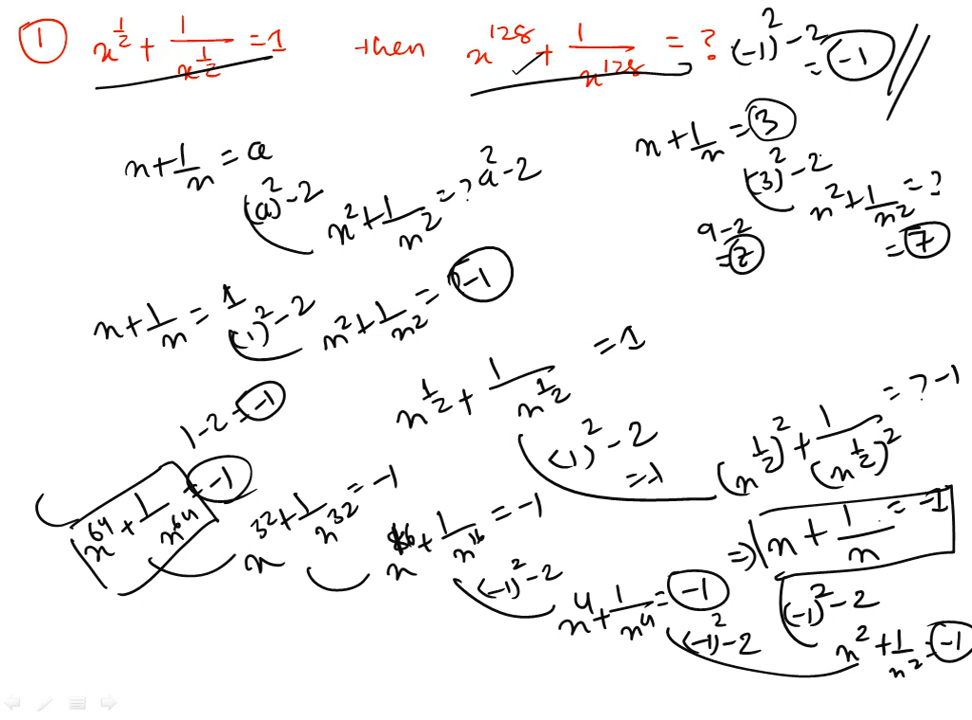 ① x^{1/2} + 1/x^{1/2} = 1 then x^{128} + 1/x^{128} = ? (-1)^2 - 2
= -1
n + 1/n = a
(a)^2 - 2
n^2 + 1/n^2 = ? a^2 - 2
n + 1/n = 3
(3)^2 - 2
n^2 + 1/n^2 = ?
9 - 2
= 7
= 7
n + 1/n = 1
(1)^2 - 2
n^2 + 1/n^2 = -1
1 - 2 = -1
n^{1/2} + 1/n^{1/2} = 1
(1)^2 - 2
= -1
(n^{1/2})^2 + 1/(n^{1/2})^2 = ? -1
⇒ n + 1/n = -1
(-1)^2 - 2
n^2 + 1/n^2 = -1
(-1)^2 - 2
n^4 + 1/n^4 = -1
(-1)^2 - 2
n^{16} + 1/n^{16} = -1
n^{32} + 1/n^{32} = -1
x^{64} + 1/n^{64} = -1